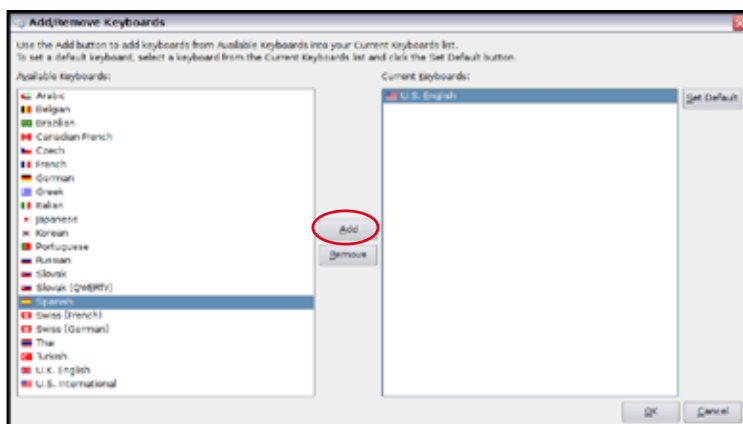 Add/Remove Keyboards
Use the Add button to add keyboards from Available Keyboards into your Current Keyboards list.
To set a default keyboard, select a keyboard from the Current Keyboards list and click the Set Default button.
Available Keyboards:
Arabic
Belgian
Brazilian
Canadian French
Czech
French
German
Greek
Italian
Japanese
Korean
Portuguese
Russian
Slovak
Slovak (QWERTY)
Spanish
Swiss (French)
Swiss (German)
Thai
Turkish
U.K. English
U.S. International
Add
Remove
Current Keyboards:
U.S. English
Set Default
OK
Cancel